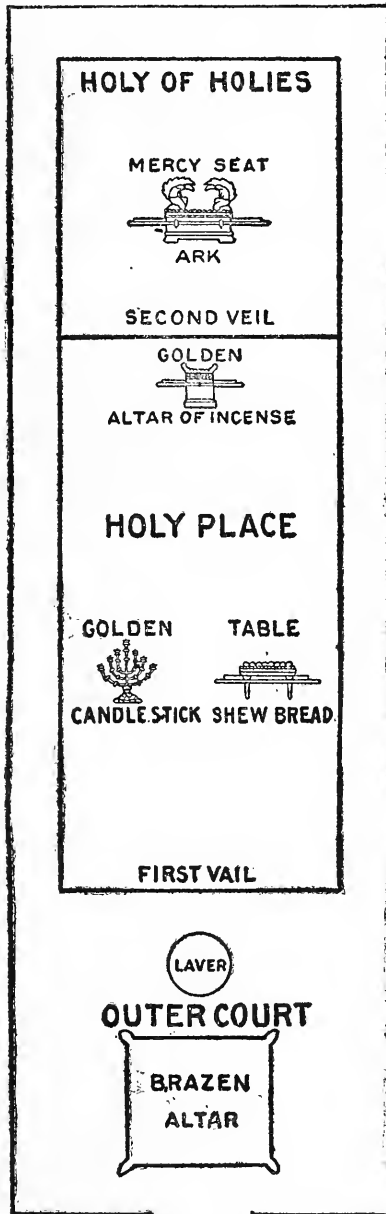 HOLY OF HOLIES
MERCY SEAT
ARK
SECOND VEIL
GOLDEN
ALTAR OF INCENSE
HOLY PLACE
GOLDEN TABLE
CANDLE.STICK SHEW BREAD.
FIRST VAIL
LAVER
OUTER COURT
BRAZEN
ALTAR